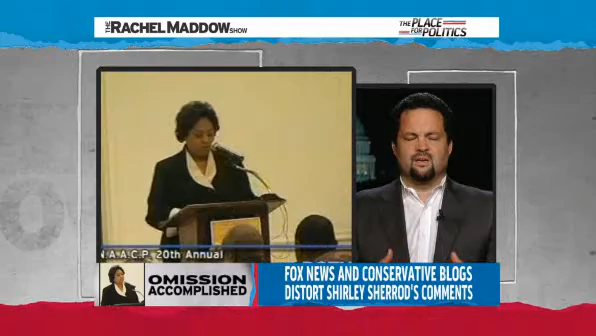 THE RACHEL MADDOW SHOW
THE PLACE
FOR POLITICS
N.A.A.C.P. 20th Annual
OMISSION
ACCOMPLISHED
FOX NEWS AND CONSERVATIVE BLOGS
DISTORT SHIRLEY SHERROD'S COMMENTS